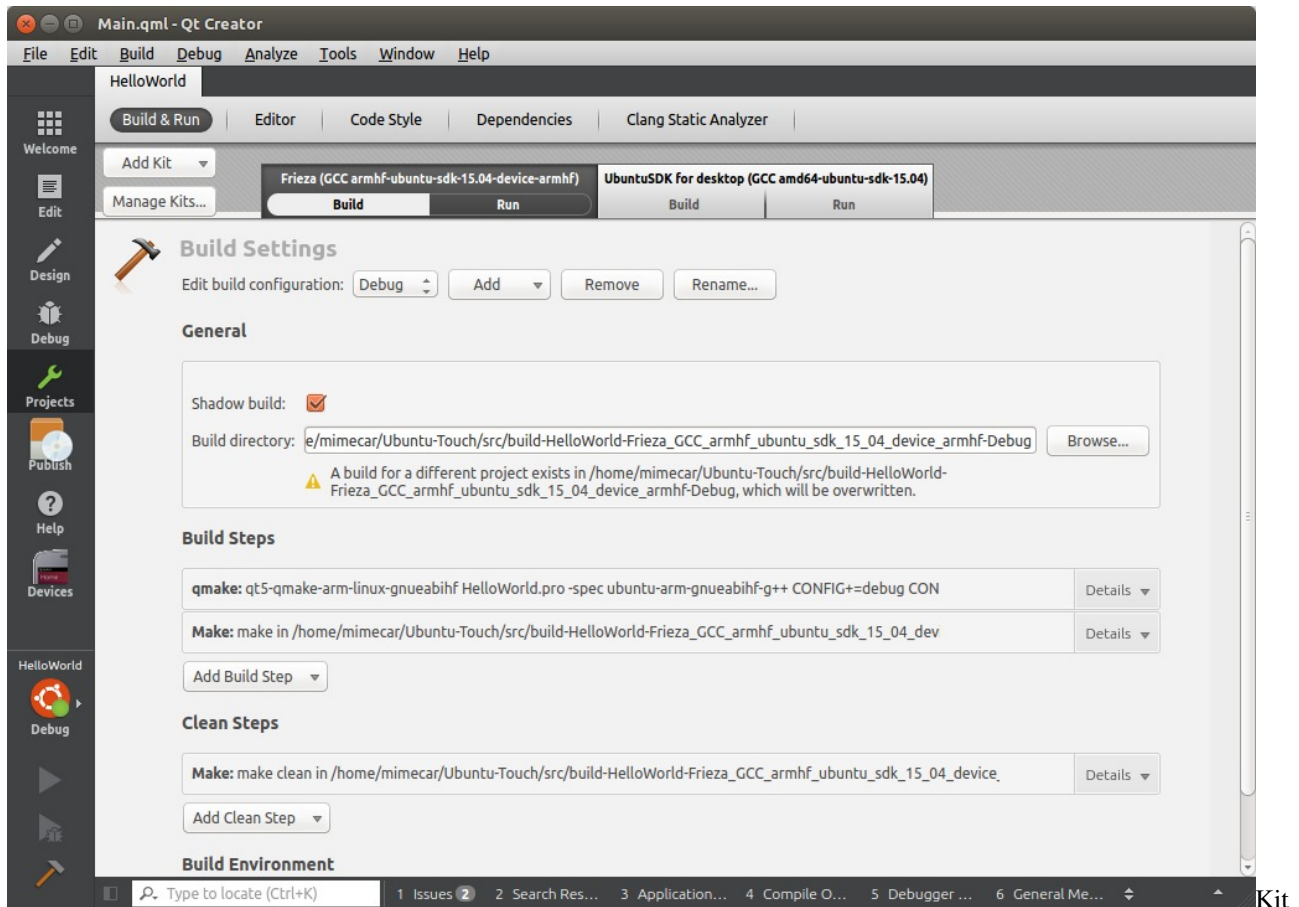 Main.qml - Qt Creator
File Edit Build Debug Analyze Tools Window Help
HelloWorld
Build & Run Editor Code Style Dependencies Clang Static Analyzer
Welcome
Add Kit
Manage Kits...
Frieza (GCC armhf-ubuntu-sdk-15.04-device-armhf)
Build Run
UbuntuSDK for desktop (GCC amd64-ubuntu-sdk-15.04)
Build Run
Edit
Design
Debug
Projects
Publish
Help
Devices
Build Settings
Edit build configuration: Debug Add Remove Rename...
General
Shadow build:
Build directory: e/mimecar/Ubuntu-Touch/src/build-HelloWorld-Frieza_GCC_armhf_ubuntu_sdk_15_04_device_armhf-Debug Browse...
A build for a different project exists in /home/mimecar/Ubuntu-Touch/src/build-HelloWorld-
Frieza_GCC_armhf_ubuntu_sdk_15_04_device_armhf-Debug, which will be overwritten.
Build Steps
qmake: qt5-qmake-arm-linux-gnueabihf HelloWorld.pro -spec ubuntu-arm-gnueabihf-g++ CONFIG+=debug CON Details
Make: make in /home/mimecar/Ubuntu-Touch/src/build-HelloWorld-Frieza_GCC_armhf_ubuntu_sdk_15_04_dev Details
Add Build Step
Clean Steps
Make: make clean in /home/mimecar/Ubuntu-Touch/src/build-HelloWorld-Frieza_GCC_armhf_ubuntu_sdk_15_04_device_ Details
Add Clean Step
Build Environment
HelloWorld
Debug
Type to locate (Ctrl+K) 1 Issues 2 2 Search Res... 3 Application... 4 Compile O... 5 Debugger ... 6 General Me...
Kit